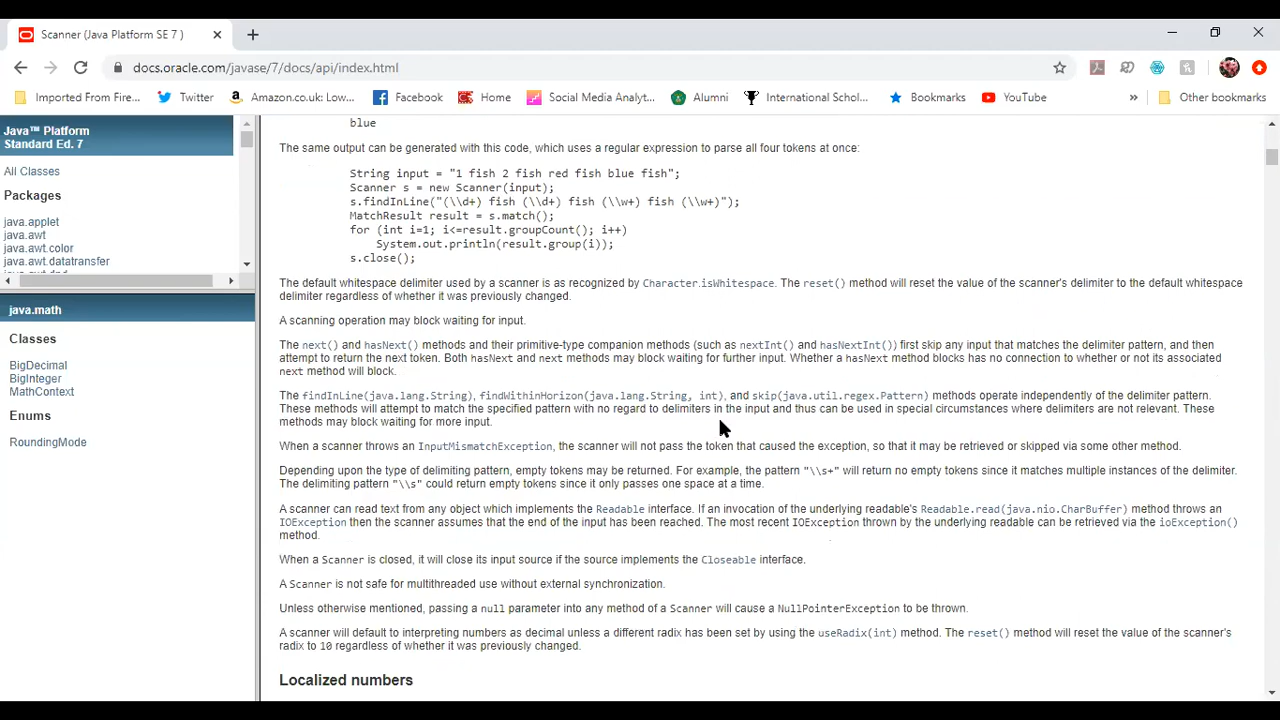 Scanner (Java Platform SE 7 )
docs.oracle.com/javase/7/docs/api/index.html
Imported From Fire... Twitter Amazon.co.uk: Low... Facebook Home Social Media Analyt... Alumni International Schol... Bookmarks YouTube » Other bookmarks
Java™ Platform
Standard Ed. 7
All Classes
Packages
java.applet
java.awt
java.awt.color
java.awt.datatransfer
java.awt.dnd
java.math
Classes
BigDecimal
BigInteger
MathContext
Enums
RoundingMode
blue
The same output can be generated with this code, which uses a regular expression to parse all four tokens at once:
String input = "1 fish 2 fish red fish blue fish";
Scanner s = new Scanner(input);
s.findInLine("(\\d+) fish (\\d+) fish (\\w+) fish (\\w+)");
MatchResult result = s.match();
for (int i=1; i<=result.groupCount(); i++)
System.out.println(result.group(i));
s.close();
The default whitespace delimiter used by a scanner is as recognized by Character.isWhitespace. The reset() method will reset the value of the scanner's delimiter to the default whitespace
delimiter regardless of whether it was previously changed.
A scanning operation may block waiting for input.
The next() and hasNext() methods and their primitive-type companion methods (such as nextInt() and hasNextInt()) first skip any input that matches the delimiter pattern, and then
attempt to return the next token. Both hasNext and next methods may block waiting for further input. Whether a hasNext method blocks has no connection to whether or not its associated
next method will block.
The findInLine(java.lang.String), findWithinHorizon(java.lang.String, int), and skip(java.util.regex.Pattern) methods operate independently of the delimiter pattern.
These methods will attempt to match the specified pattern with no regard to delimiters in the input and thus can be used in special circumstances where delimiters are not relevant. These
methods may block waiting for more input.
When a scanner throws an InputMismatchException, the scanner will not pass the token that caused the exception, so that it may be retrieved or skipped via some other method.
Depending upon the type of delimiting pattern, empty tokens may be returned. For example, the pattern "\\s+" will return no empty tokens since it matches multiple instances of the delimiter.
The delimiting pattern "\\s" could return empty tokens since it only passes one space at a time.
A scanner can read text from any object which implements the Readable interface. If an invocation of the underlying readable's Readable.read(java.nio.CharBuffer) method throws an
IOException then the scanner assumes that the end of the input has been reached. The most recent IOException thrown by the underlying readable can be retrieved via the ioException()
method.
When a Scanner is closed, it will close its input source if the source implements the Closeable interface.
A Scanner is not safe for multithreaded use without external synchronization.
Unless otherwise mentioned, passing a null parameter into any method of a Scanner will cause a NullPointerException to be thrown.
A scanner will default to interpreting numbers as decimal unless a different radix has been set by using the useRadix(int) method. The reset() method will reset the value of the scanner's
radix to 10 regardless of whether it was previously changed.
Localized numbers